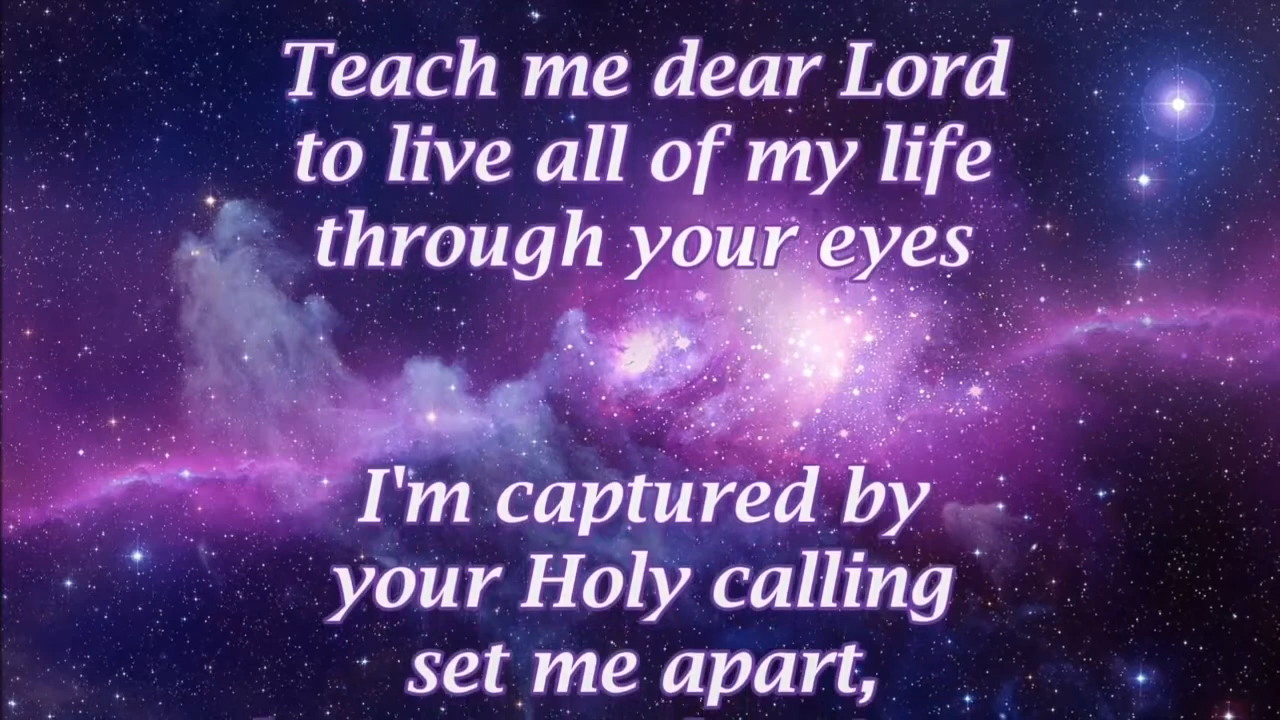 Teach me dear Lord
to live all of my life
through your eyes
I'm captured by
your Holy calling
set me apart,